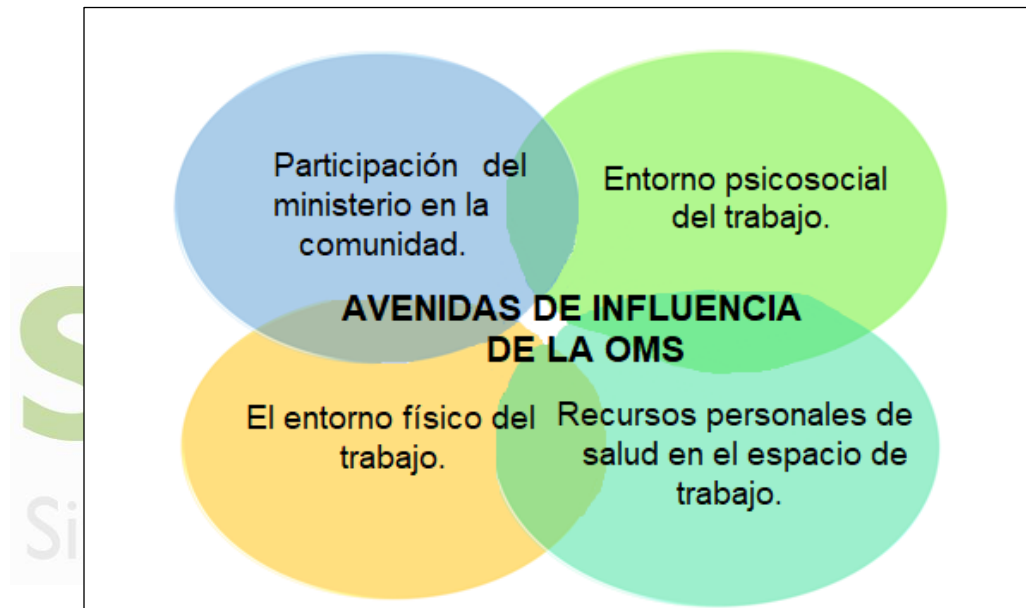 Participación del
ministerio en la
comunidad.
Entorno psicosocial
del trabajo.
AVENIDAS DE INFLUENCIA
DE LA OMS
El entorno físico del
trabajo.
Recursos personales de
salud en el espacio de
trabajo.
S
Si